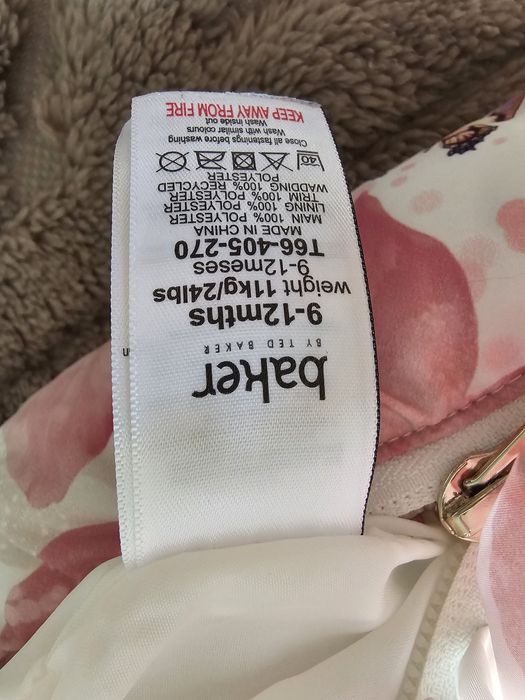 baker
BY TED BAKER
9-12mths
weight 11kg/24lbs
9-12meses
T66-405-270
MADE IN CHINA
MAIN 100% POLYESTER
LINING 100% POLYESTER
TRIM 100% POLYESTER
WADDING 100% RECYCLED
POLYESTER
40
Close all fastenings before washing
Wash with similar colours
Wash inside out
KEEP AWAY FROM FIRE